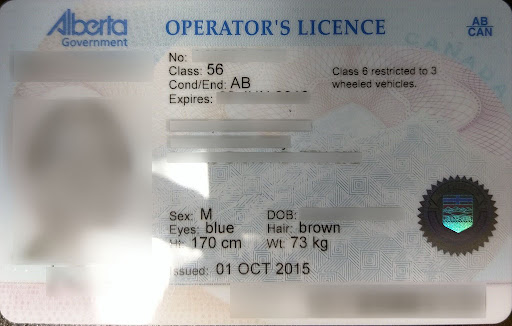 Alberta
Government
OPERATOR'S LICENCE
AB
CAN
CANADA
No:
Class: 56
Cond/End: AB
Expires:
Class 6 restricted to 3
wheeled vehicles.
Sex: M
DOB:
Eyes: blue
Hair: brown
Ht: 170 cm
Wt: 73 kg
Issued: 01 OCT 2015